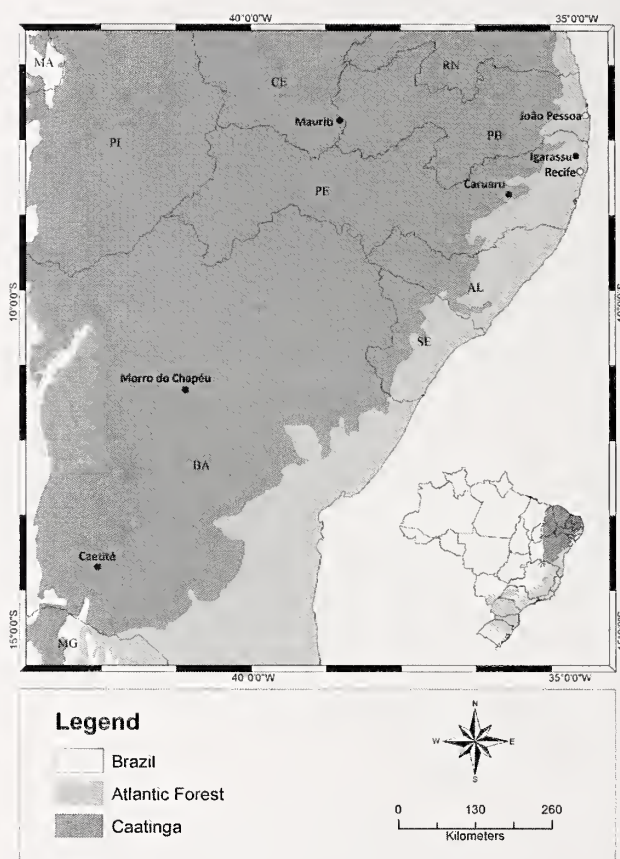 40°0'0"W
35°0'0"W
MA
CE
RN
Mauriti
João Pessoa
PI
PB
Igarassu
Recife
Caruaru
PE
10°0'0"S
AL
SE
Morro do Chapéu
BA
Caetité
15°0'0"S
MG
40°0'0"W
35°0'0"W
Legend
Brazil
Atlantic Forest
Caatinga
N
W
E
S
0
130
260
Kilometers